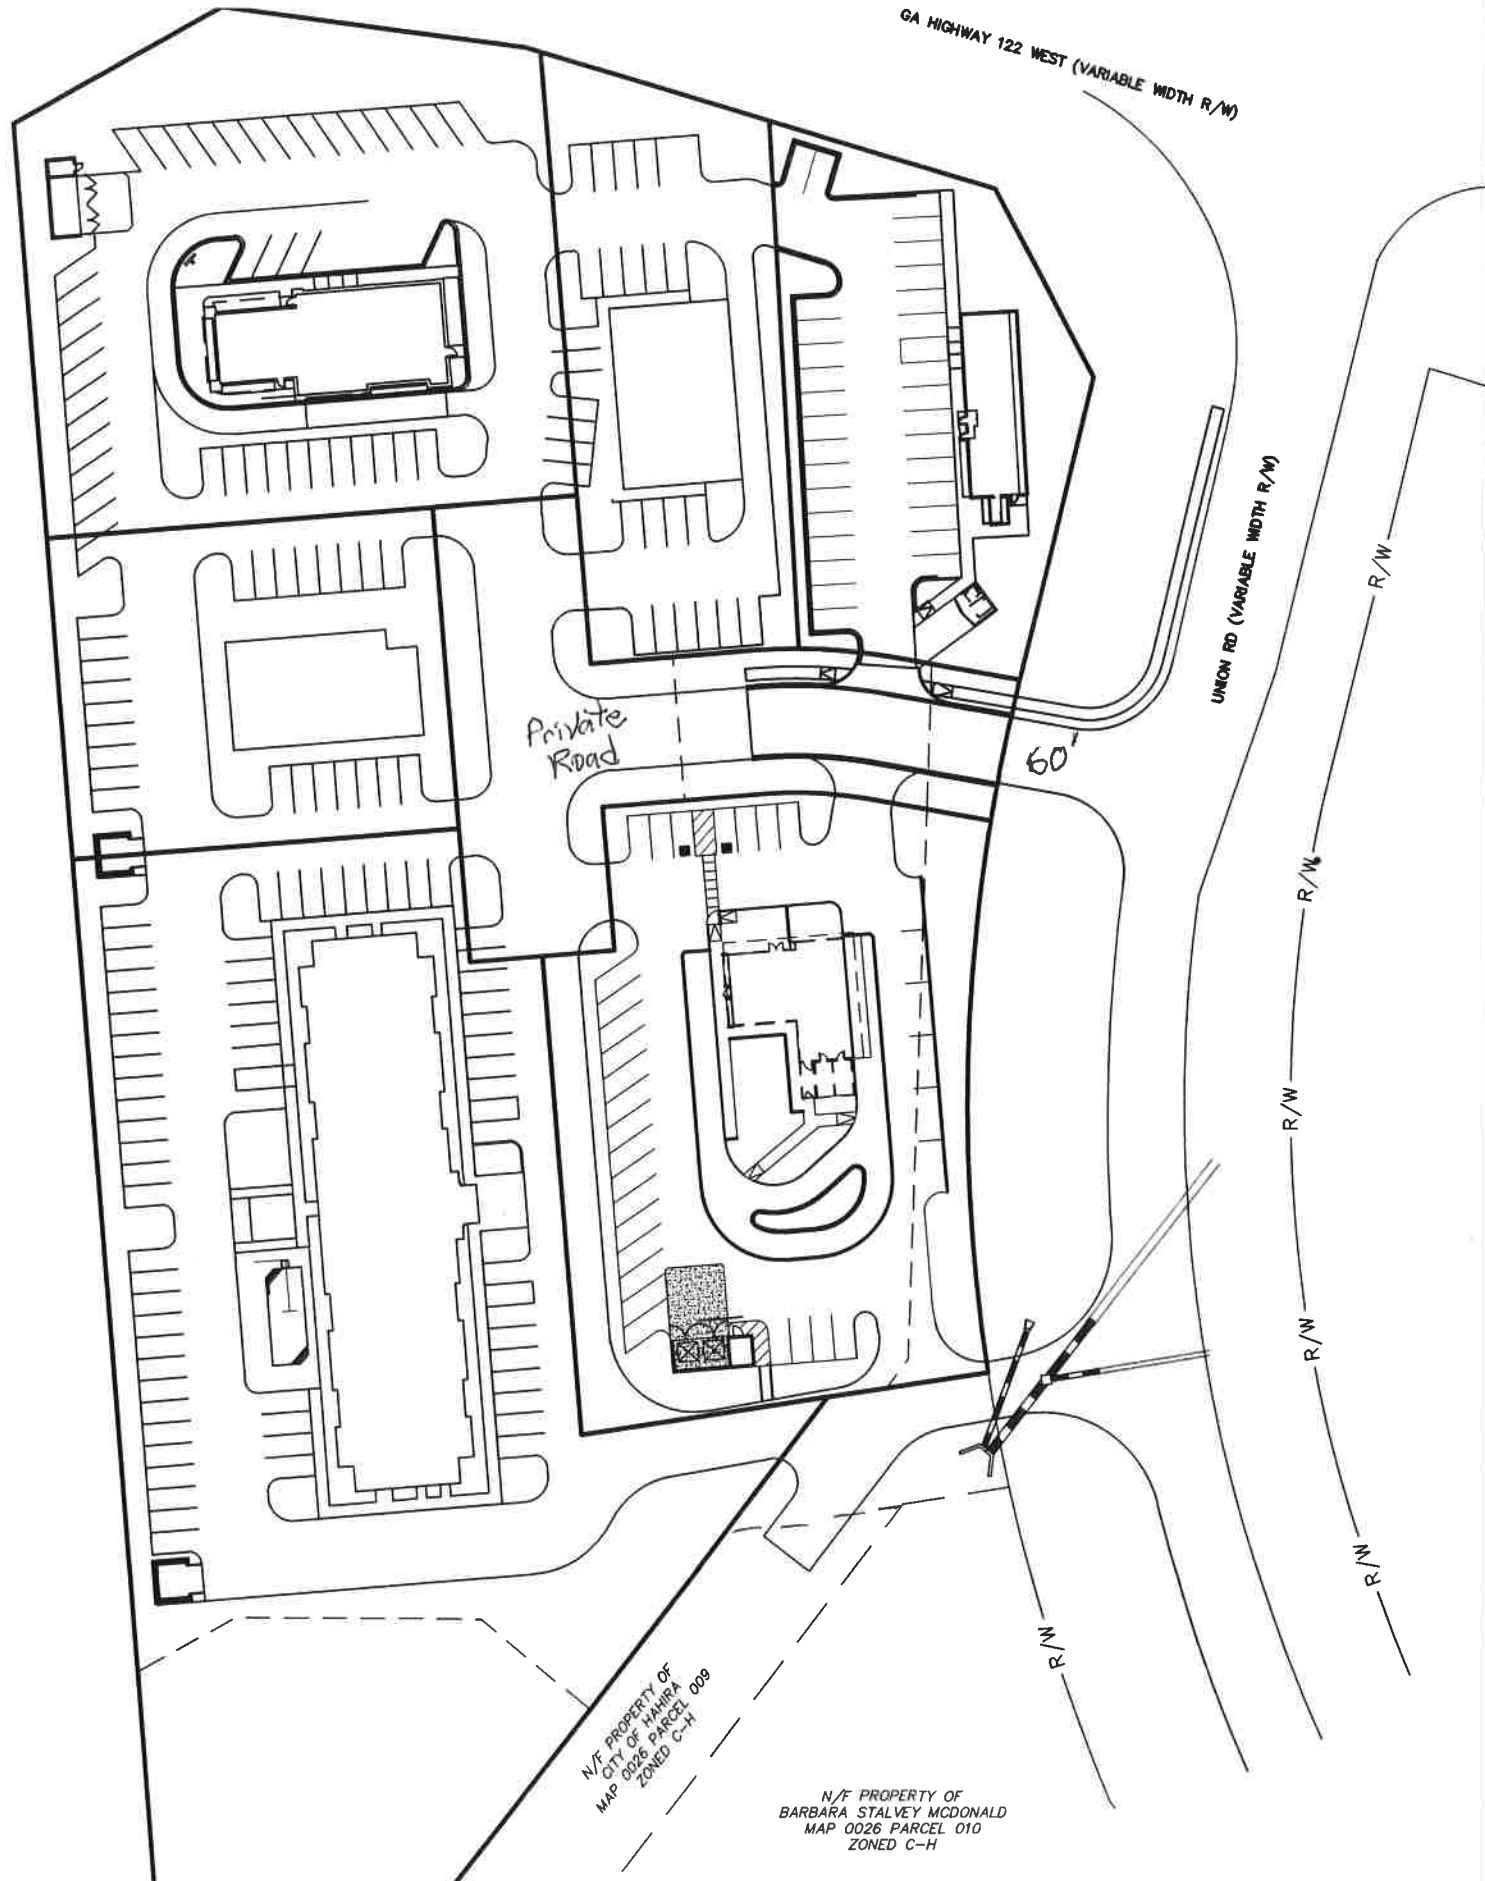 GA HIGHWAY 122 WEST (VARIABLE WIDTH R/W)
UNION RD (VARIABLE WIDTH R/W)
R/W
Private
Road
60'
R/W
R/W
R/W
R/W
R/W
R/W
N/F PROPERTY OF
CITY OF HAHIRA
MAP 0026 PARCEL 009
ZONED C-H
N/F PROPERTY OF
BARBARA STALVEY MCDONALD
MAP 0026 PARCEL 010
ZONED C-H